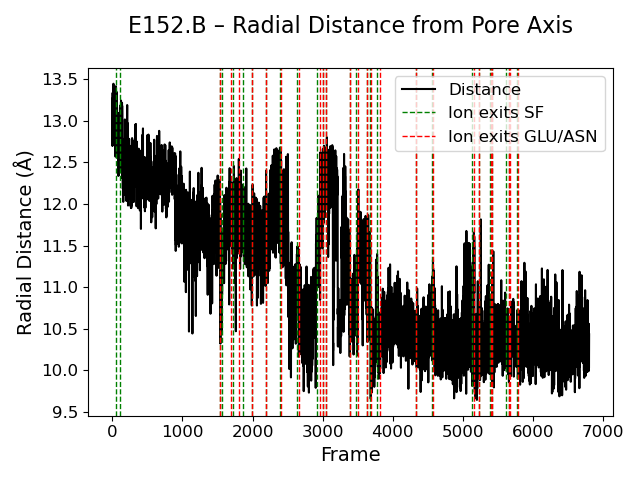 E152.B – Radial Distance from Pore Axis
Distance
Ion exits SF
Ion exits GLU/ASN
Radial Distance (Å)
13.5
13.0
12.5
12.0
11.5
11.0
10.5
10.0
9.5
0
1000
2000
3000
4000
5000
6000
7000
Frame